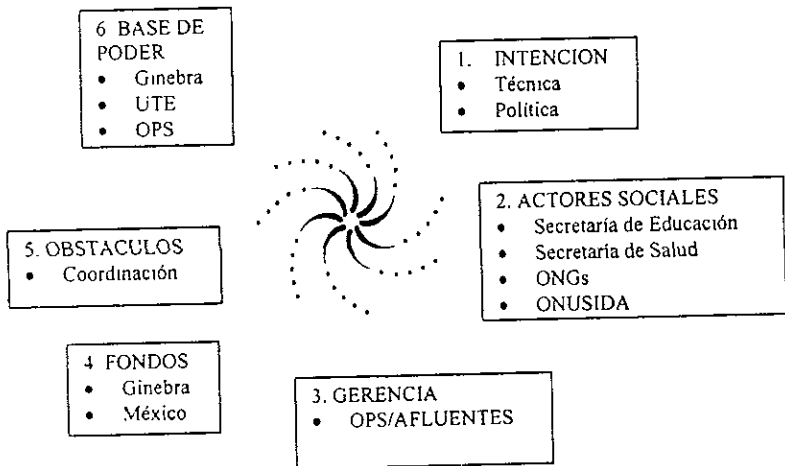 6 BASE DE
PODER
• Ginebra
• UTE
• OPS
1. INTENCION
• Técnica
• Política
2. ACTORES SOCIALES
• Secretaría de Educación
• Secretaría de Salud
• ONGs
• ONUSIDA
5. OBSTACULOS
• Coordinación
4 FONDOS
• Ginebra
• México
3. GERENCIA
• OPS/AFLUENTES